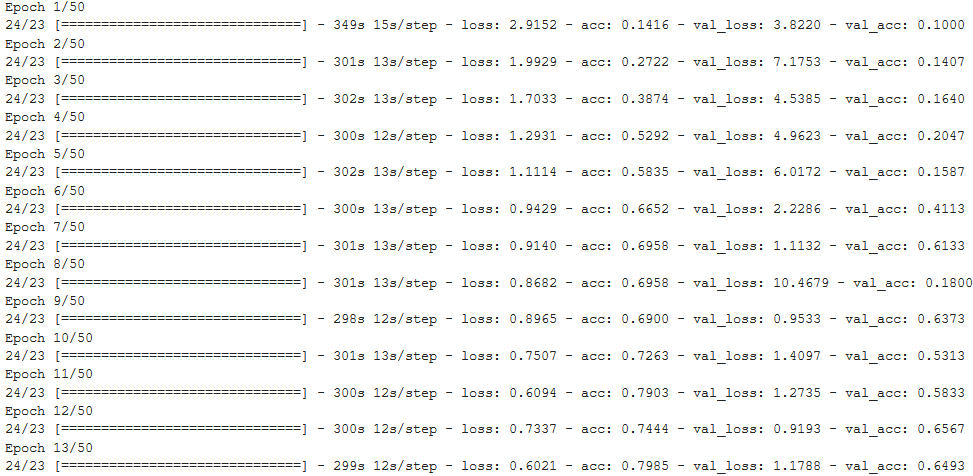 Epoch 1/50
24/23 [==============================] - 349s 15s/step - loss: 2.9152 - acc: 0.1416 - val_loss: 3.8220 - val_acc: 0.1000
Epoch 2/50
24/23 [==============================] - 301s 13s/step - loss: 1.9929 - acc: 0.2722 - val_loss: 7.1753 - val_acc: 0.1407
Epoch 3/50
24/23 [==============================] - 302s 13s/step - loss: 1.7033 - acc: 0.3874 - val_loss: 4.5385 - val_acc: 0.1640
Epoch 4/50
24/23 [==============================] - 300s 12s/step - loss: 1.2931 - acc: 0.5292 - val_loss: 4.9623 - val_acc: 0.2047
Epoch 5/50
24/23 [==============================] - 302s 13s/step - loss: 1.1114 - acc: 0.5835 - val_loss: 6.0172 - val_acc: 0.1587
Epoch 6/50
24/23 [==============================] - 300s 13s/step - loss: 0.9429 - acc: 0.6652 - val_loss: 2.2286 - val_acc: 0.4113
Epoch 7/50
24/23 [==============================] - 301s 13s/step - loss: 0.9140 - acc: 0.6958 - val_loss: 1.1132 - val_acc: 0.6133
Epoch 8/50
24/23 [==============================] - 301s 13s/step - loss: 0.8682 - acc: 0.6958 - val_loss: 10.4679 - val_acc: 0.1800
Epoch 9/50
24/23 [==============================] - 298s 12s/step - loss: 0.8965 - acc: 0.6900 - val_loss: 0.9533 - val_acc: 0.6373
Epoch 10/50
24/23 [==============================] - 301s 13s/step - loss: 0.7507 - acc: 0.7263 - val_loss: 1.4097 - val_acc: 0.5313
Epoch 11/50
24/23 [==============================] - 300s 12s/step - loss: 0.6094 - acc: 0.7903 - val_loss: 1.2735 - val_acc: 0.5833
Epoch 12/50
24/23 [==============================] - 300s 12s/step - loss: 0.7337 - acc: 0.7444 - val_loss: 0.9193 - val_acc: 0.6567
Epoch 13/50
24/23 [==============================] - 299s 12s/step - loss: 0.6021 - acc: 0.7985 - val_loss: 1.1788 - val_acc: 0.6493